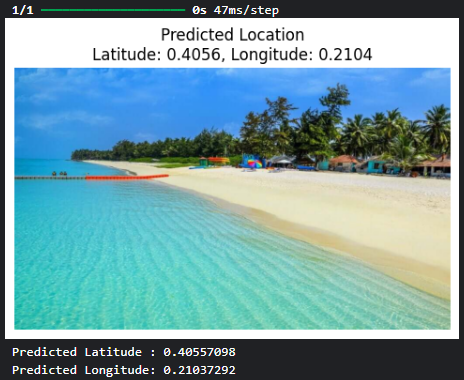 1/1 ━━━━━━━━━━━━━━━━━━━━ 0s 47ms/step
Predicted Location
Latitude: 0.4056, Longitude: 0.2104
Predicted Latitude : 0.40557098
Predicted Longitude: 0.21037292